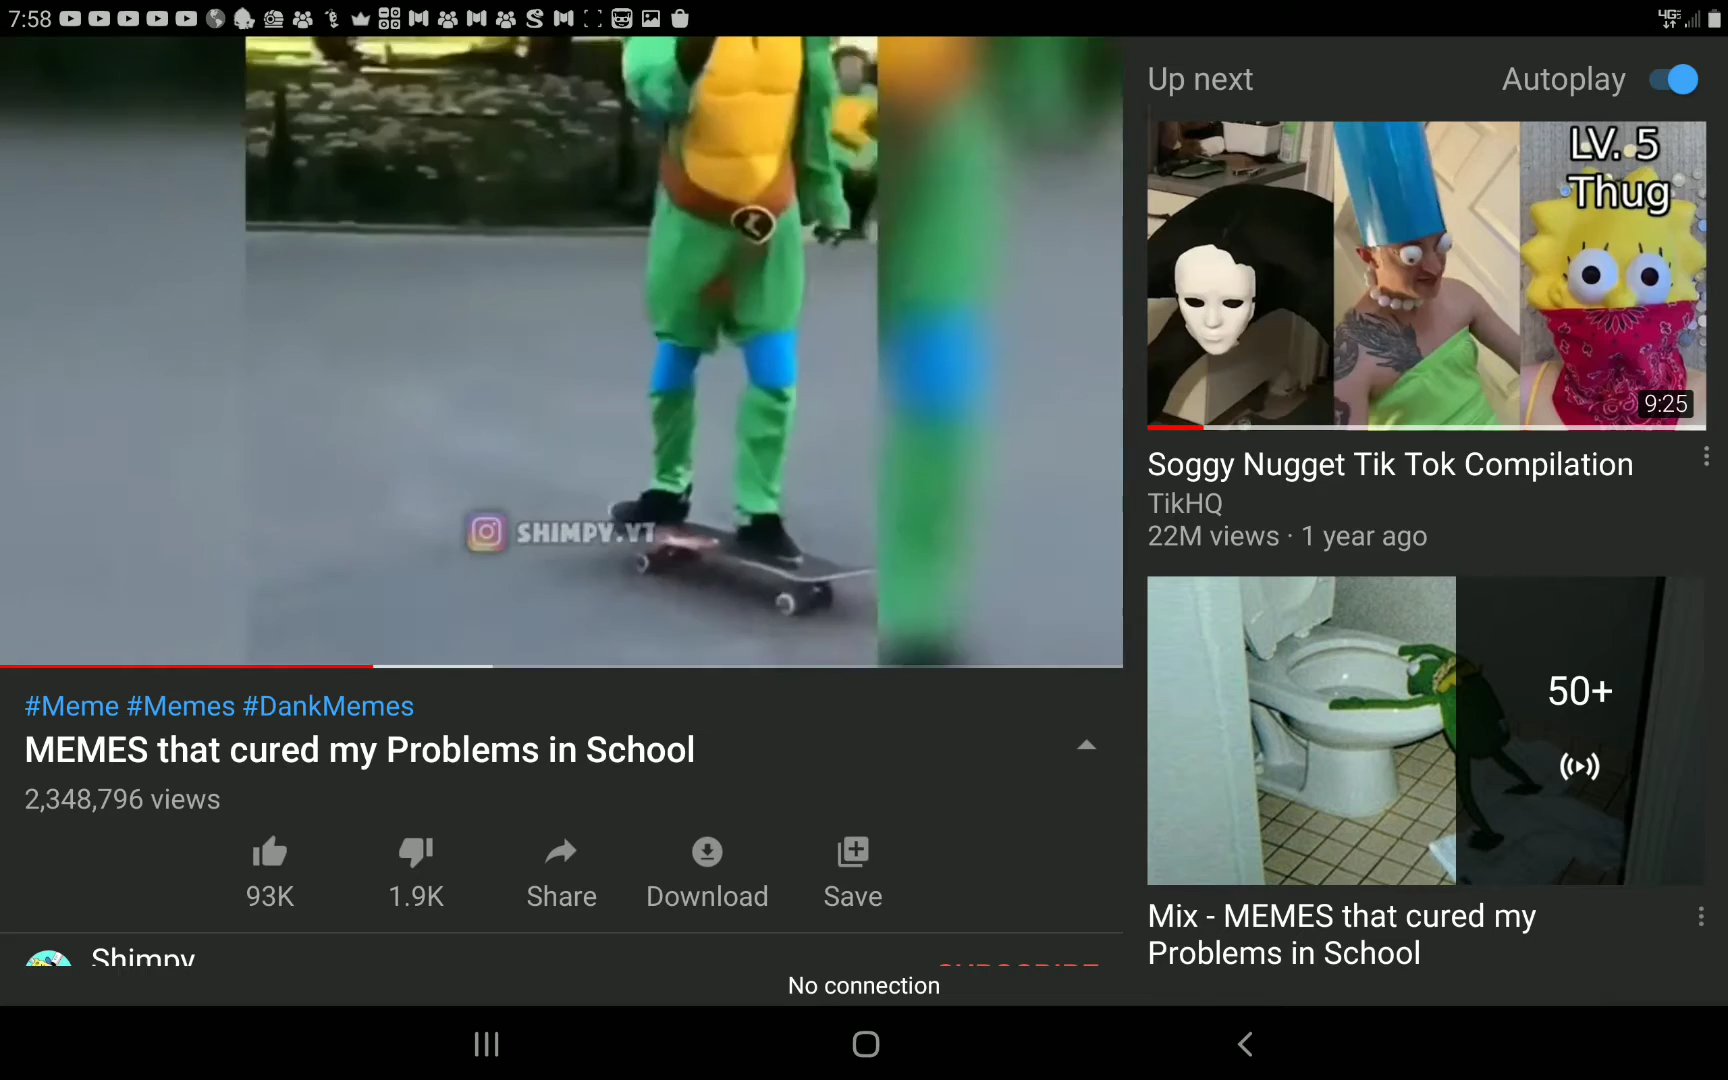 7:58
4G
Up next
Autoplay
LV. 5
Thug
9:25
Soggy Nugget Tik Tok Compilation
TikHQ
22M views · 1 year ago
SHIMPY.YT
50+
Mix - MEMES that cured my
Problems in School
#Meme #Memes #DankMemes
MEMES that cured my Problems in School
2,348,796 views
93K
1.9K
Share
Download
Save
Shimpy
SUBSCRIBE
No connection